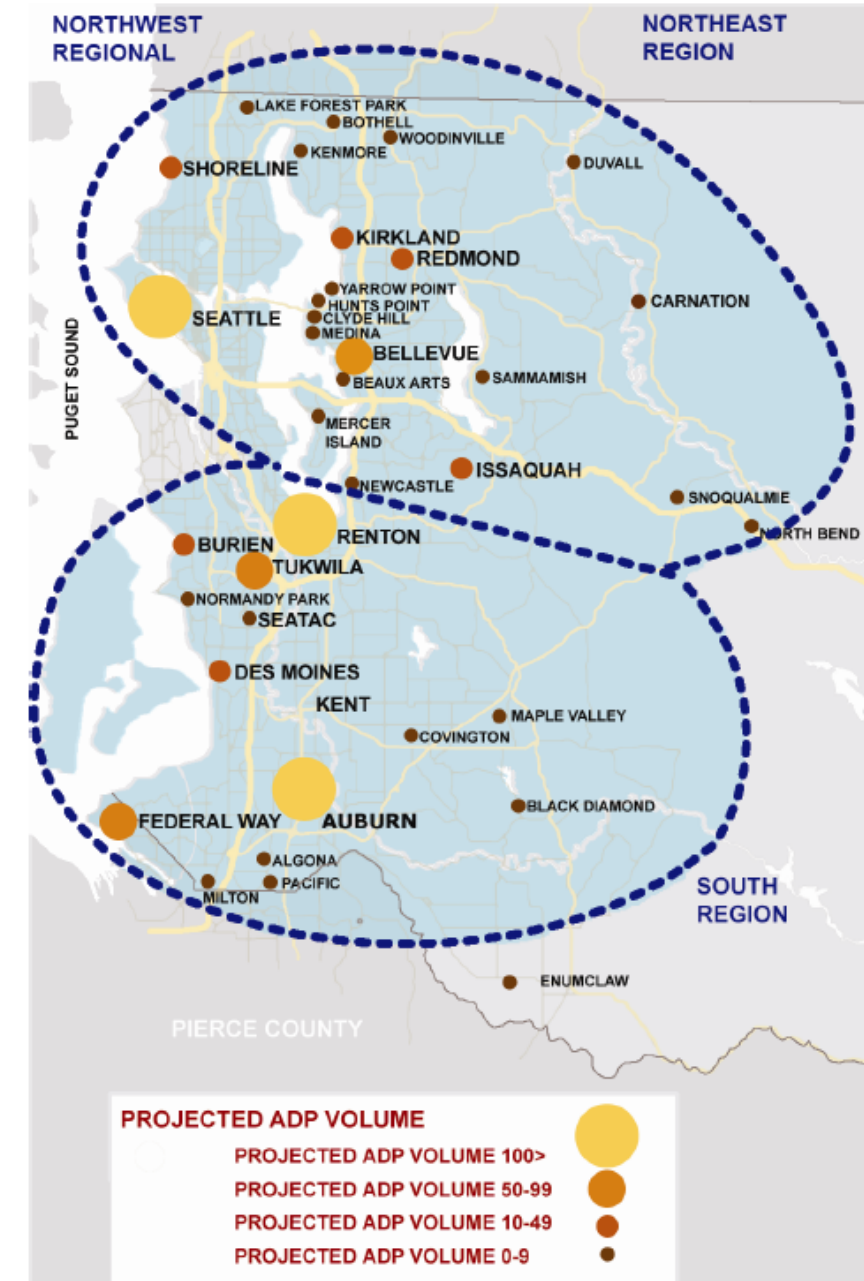 NORTHWEST
REGIONAL
NORTHEAST
REGION
LAKE FOREST PARK
BOTHELL
WOODINVILLE
KENMORE
DUVALL
SHORELINE
KIRKLAND
REDMOND
YARROW POINT
HUNTS POINT
CARNATION
SEATTLE
CLYDE HILL
MEDINA
PUGET SOUND
BELLEVUE
BEAUX ARTS
SAMMAMISH
MERCER
ISLAND
ISSAQUAH
NEWCASTLE
SNOQUALMIE
NORTH BEND
RENTON
BURIEN
TUKWILA
NORMANDY PARK
SEATAC
DES MOINES
KENT
MAPLE VALLEY
COVINGTON
BLACK DIAMOND
FEDERAL WAY
AUBURN
ALGONA
PACIFIC
MILTON
SOUTH
REGION
ENUMCLAW
PIERCE COUNTY
PROJECTED ADP VOLUME
PROJECTED ADP VOLUME 100>
PROJECTED ADP VOLUME 50-99
PROJECTED ADP VOLUME 10-49
PROJECTED ADP VOLUME 0-9